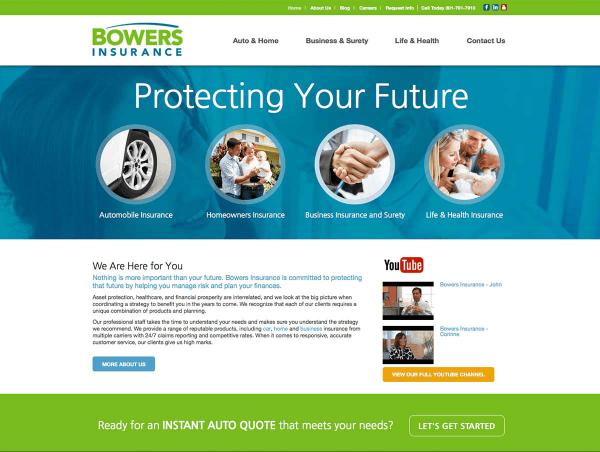 Home | About Us | Blog | Careers | Request Info | Call Today 801-701-7910
BOWERS
INSURANCE
Auto & Home
Business & Surety
Life & Health
Contact Us
Protecting Your Future
Automobile Insurance
Homeowners Insurance
Business Insurance and Surety
Life & Health Insurance
We Are Here for You
Nothing is more important than your future. Bowers Insurance is committed to protecting
that future by helping you manage risk and plan your finances.
Asset protection, healthcare, and financial prosperity are interrelated, and we look at the big picture when
coordinating a strategy to benefit you in the years to come. We recognize that each of our clients requires a
unique combination of products and planning.
Our professional staff takes the time to understand your needs and makes sure you understand the strategy
we recommend. We provide a range of reputable products, including car, home and business insurance from
multiple carriers with 24/7 claims reporting and competitive rates. When it comes to responsive, accurate
customer service, our clients give us high marks.
MORE ABOUT US
YouTube
Bowers Insurance - John
Bowers Insurance -
Corinne
VIEW OUR FULL YOUTUBE CHANNEL
Ready for an INSTANT AUTO QUOTE that meets your needs?
LET'S GET STARTED